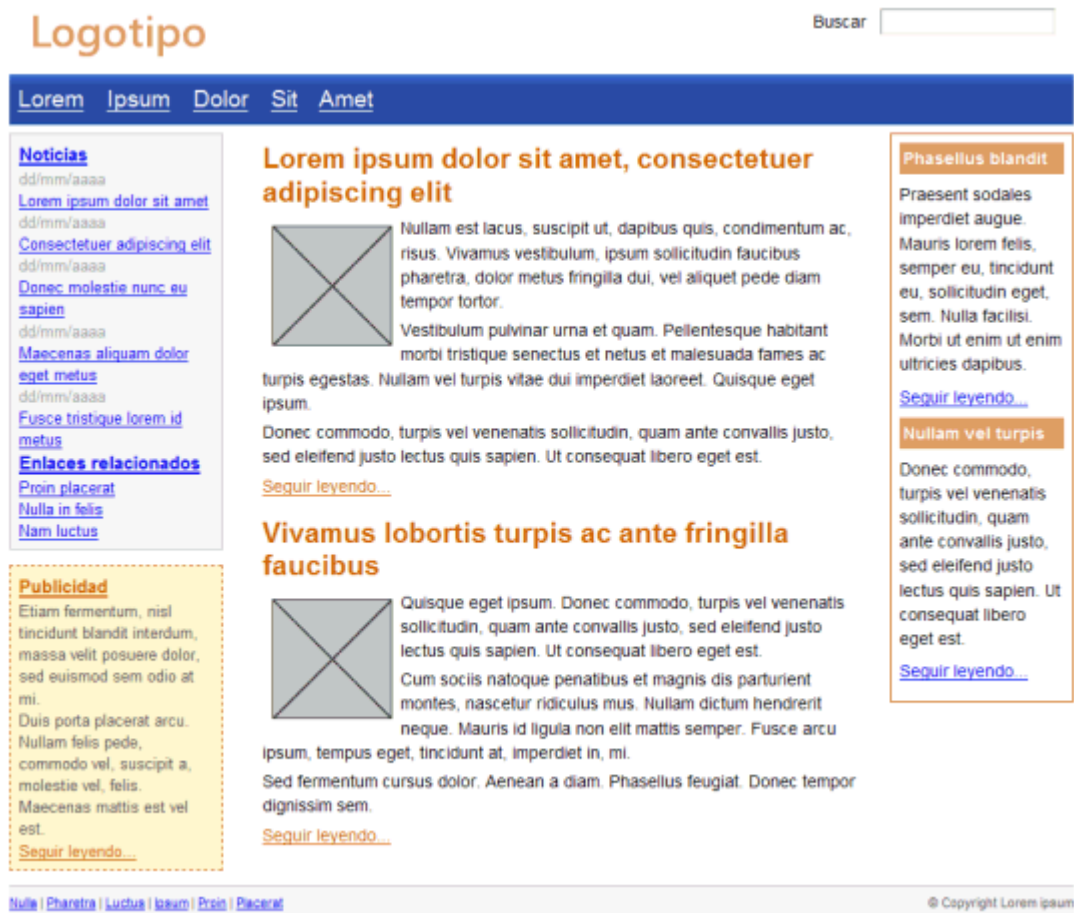 Logotipo
Buscar
Lorem Ipsum Dolor Sit Amet
Noticias
dd/mm/aaaa
Lorem ipsum dolor sit amet
dd/mm/aaaa
Consectetuer adipiscing elit
dd/mm/aaaa
Donec molestie nunc eu
sapien
dd/mm/aaaa
Maecenas aliquam dolor
eget metus
dd/mm/aaaa
Fusce tristique lorem id
metus
Enlaces relacionados
Proin placerat
Nulla in felis
Nam luctus
Publicidad
Etiam fermentum, nisl
tincidunt blandit interdum,
massa velit posuere dolor,
sed euismod sem odio at
mi.
Duis porta placerat arcu.
Nullam felis pede,
commodo vel, suscipit a,
molestie vel, felis.
Maecenas mattis est vel
est.
Seguir leyendo...
Lorem ipsum dolor sit amet, consectetuer
adipiscing elit
Nullam est lacus, suscipit ut, dapibus quis, condimentum ac,
risus. Vivamus vestibulum, ipsum sollicitudin faucibus
pharetra, dolor metus fringilla dui, vel aliquet pede diam
tempor tortor.
Vestibulum pulvinar urna et quam. Pellentesque habitant
morbi tristique senectus et netus et malesuada fames ac
turpis egestas. Nullam vel turpis vitae dui imperdiet laoreet. Quisque eget
ipsum.
Donec commodo, turpis vel venenatis sollicitudin, quam ante convallis justo,
sed eleifend justo lectus quis sapien. Ut consequat libero eget est.
Seguir leyendo...
Vivamus lobortis turpis ac ante fringilla
faucibus
Quisque eget ipsum. Donec commodo, turpis vel venenatis
sollicitudin, quam ante convallis justo, sed eleifend justo
lectus quis sapien. Ut consequat libero eget est.
Cum sociis natoque penatibus et magnis dis parturient
montes, nascetur ridiculus mus. Nullam dictum hendrerit
neque. Mauris id ligula non elit mattis semper. Fusce arcu
ipsum, tempus eget, tincidunt at, imperdiet in, mi.
Sed fermentum cursus dolor. Aenean a diam. Phasellus feugiat. Donec tempor
dignissim sem.
Seguir leyendo...
Phasellus blandit
Praesent sodales
imperdiet augue.
Mauris lorem felis,
semper eu, tincidunt
eu, sollicitudin eget,
sem. Nulla facilisi.
Morbi ut enim ut enim
ultricies dapibus.
Seguir leyendo...
Nullam vel turpis
Donec commodo,
turpis vel venenatis
sollicitudin, quam
ante convallis justo,
sed eleifend justo
lectus quis sapien. Ut
consequat libero
eget est.
Seguir leyendo...
Nulla | Pharetra | Luctus | Ipsum | Proin | Placerat
© Copyright Lorem ipsum